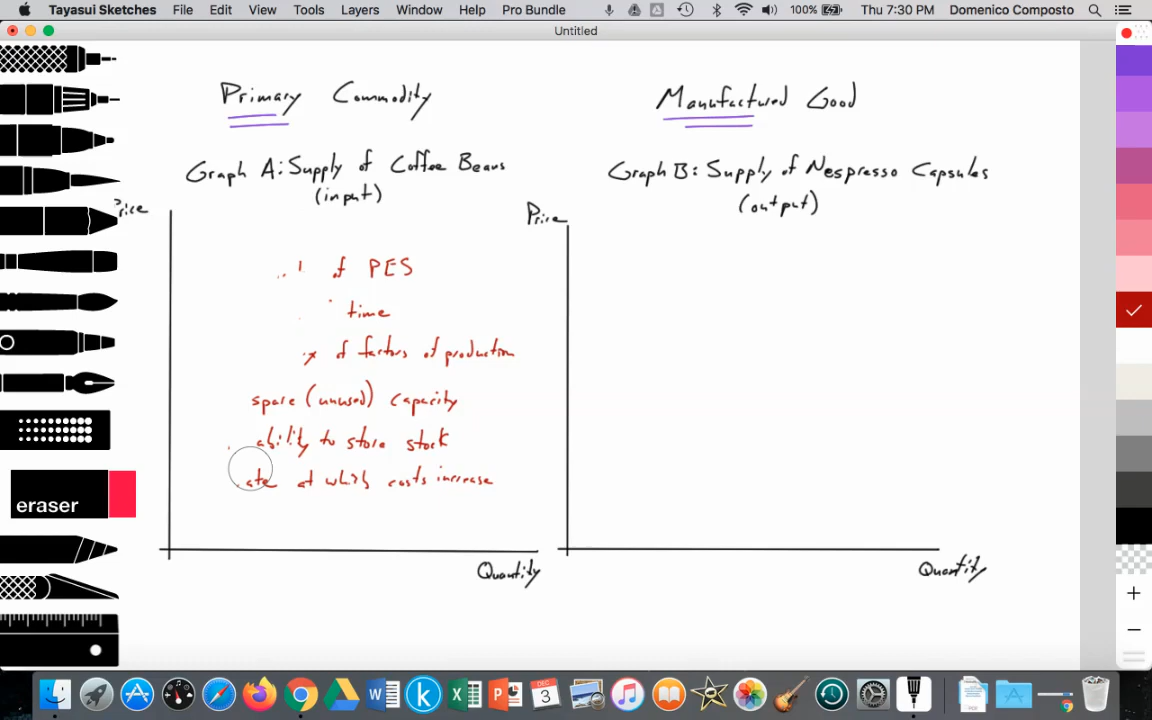 Tayasui Sketches File Edit View Tools Layers Window Help Pro Bundle 100% Thu 7:30 PM Domenico Composto
Untitled
Primary Commodity
Manufactured Good
Graph A: Supply of Coffee Beans
(input)
Graph B: Supply of Nespresso Capsules
(output)
Price
Price
of PES
time
of factors of production
spare (unused) capacity
ability to store stock
ate at which costs increase
Quantity
Quantity
eraser
W
k
X
P
DEC
3